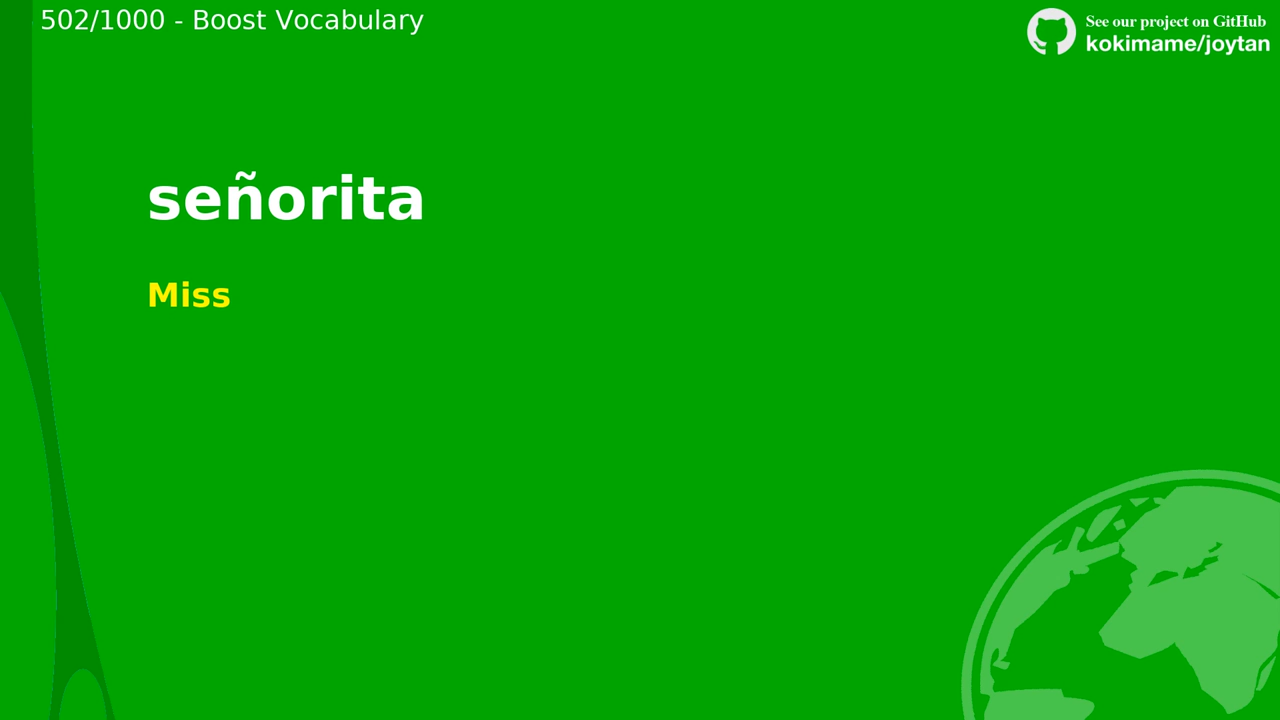 502/1000 - Boost Vocabulary
See our project on GitHub
kokimame/joytan
señorita
Miss